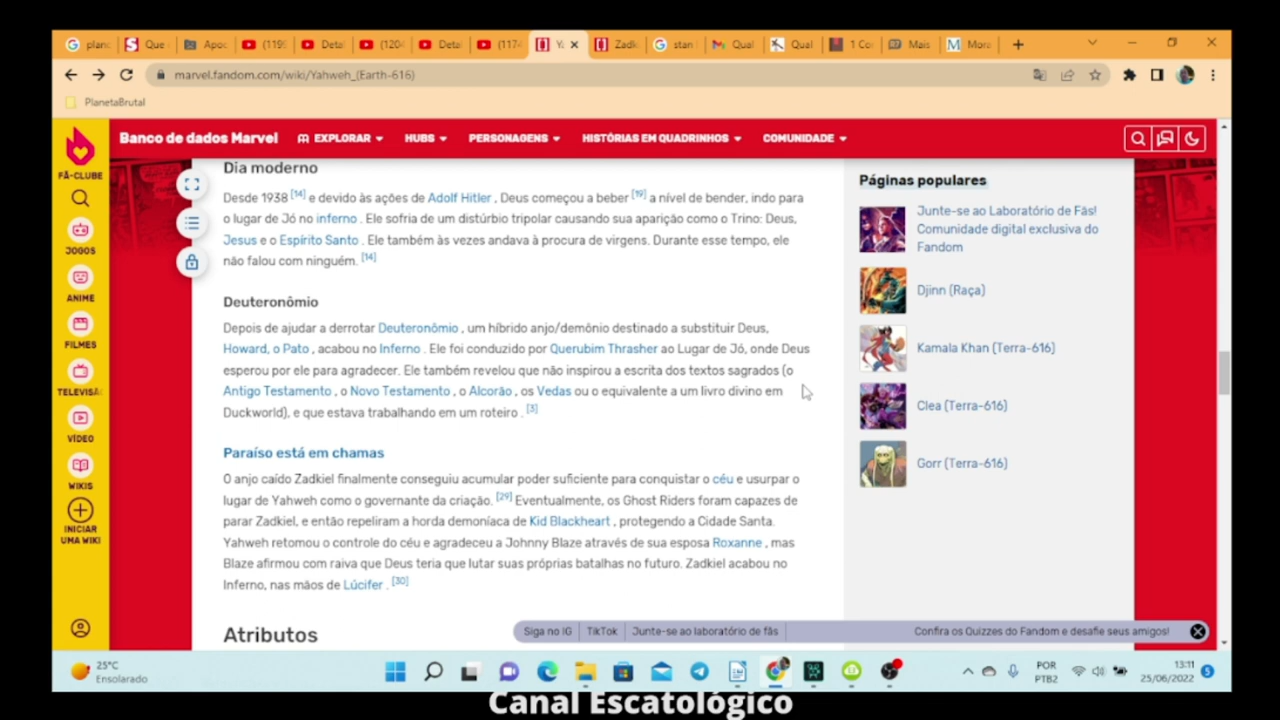 plan
Que
Apoc
(119
Detal
(1204
Detal
(1174
Ya
Zadk
stan
Qual
Qual
1 Co
Mais
Mora
marvel.fandom.com/wiki/Yahweh_(Earth-616)
PlanetaBrutal
FÃ-CLUBE
JOGOS
ANIME
FILMES
TELEVISÃ
VÍDEO
WIKIS
INICIAR
UMA WIKI
Banco de dados Marvel
EXPLORAR
HUBS
PERSONAGENS
HISTÓRIAS EM QUADRINHOS
COMUNIDADE
Dia moderno
Desde 1938 [14] e devido às ações de Adolf Hitler , Deus começou a beber [19] a nível de bender, indo para
o lugar de Jó no inferno . Ele sofria de um distúrbio tripolar causando sua aparição como o Trino: Deus,
Jesus e o Espírito Santo . Ele também às vezes andava à procura de virgens. Durante esse tempo, ele
não falou com ninguém. [14]
Deuteronômio
Depois de ajudar a derrotar Deuteronômio , um híbrido anjo/demônio destinado a substituir Deus,
Howard, o Pato , acabou no Inferno . Ele foi conduzido por Querubim Thrasher ao Lugar de Jó, onde Deus
esperou por ele para agradecer. Ele também revelou que não inspirou a escrita dos textos sagrados (o
Antigo Testamento , o Novo Testamento , o Alcorão , os Vedas ou o equivalente a um livro divino em
Duckworld), e que estava trabalhando em um roteiro . [3]
Paraíso está em chamas
O anjo caído Zadkiel finalmente conseguiu acumular poder suficiente para conquistar o céu e usurpar o
lugar de Yahweh como o governante da criação. [29] Eventualmente, os Ghost Riders foram capazes de
parar Zadkiel, e então repeliram a horda demoníaca de Kid Blackheart , protegendo a Cidade Santa.
Yahweh retomou o controle do céu e agradeceu a Johnny Blaze através de sua esposa Roxanne , mas
Blaze afirmou com raiva que Deus teria que lutar suas próprias batalhas no futuro. Zadkiel acabou no
Inferno, nas mãos de Lúcifer . [30]
Atributos
Páginas populares
Junte-se ao Laboratório de Fãs!
Comunidade digital exclusiva do
Fandom
Djinn (Raça)
Kamala Khan (Terra-616)
Clea (Terra-616)
Gorr (Terra-616)
Siga no IG
TikTok
Junte-se ao laboratório de fãs
Confira os Quizzes do Fandom e desafie seus amigos!
25°C
Ensolarado
POR
PTB2
13:11
25/06/2022
5
Canal Escatológico